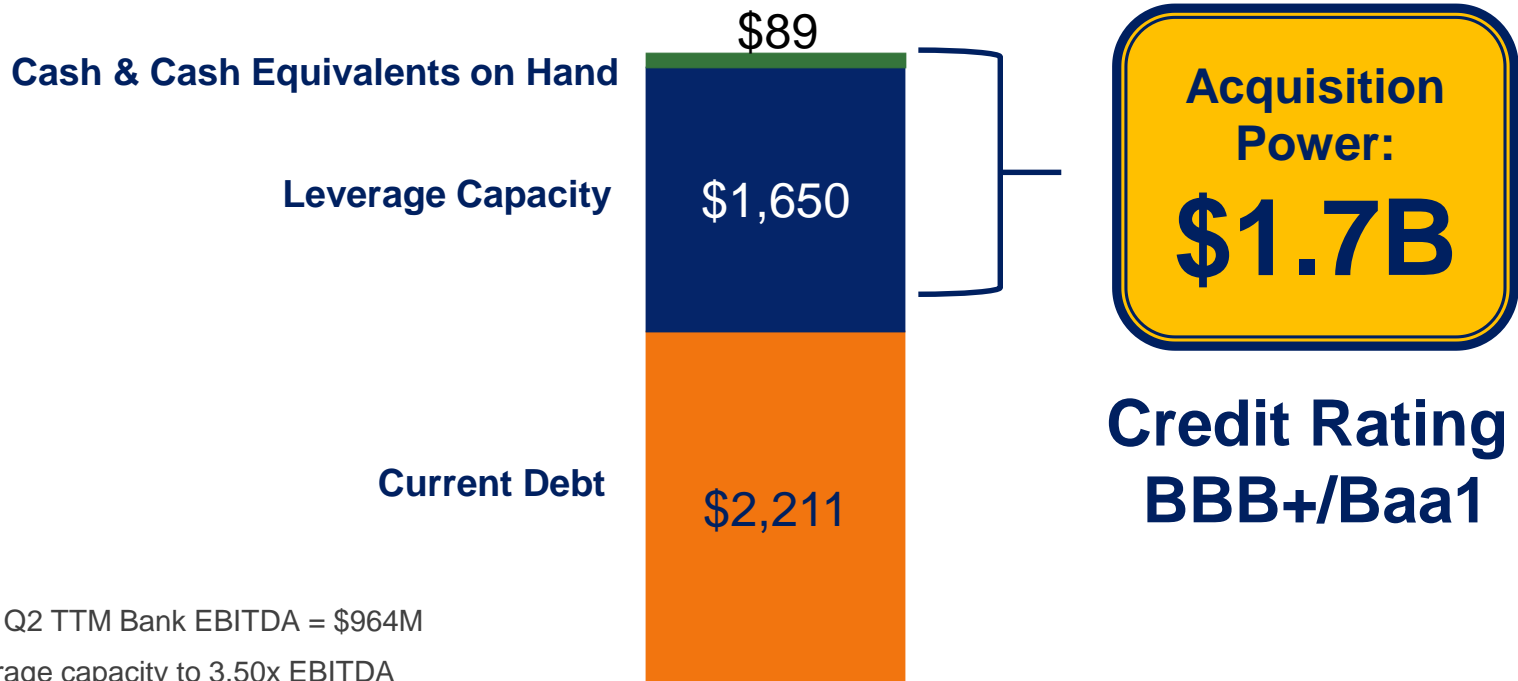 $89
Cash & Cash Equivalents on Hand
Leverage Capacity
$1,650
Acquisition
Power:
$1.7B
Credit Rating
BBB+/Baa1
Current Debt
$2,211
Q2 TTM Bank EBITDA = $964M
capacity to 3.50x EBITDA